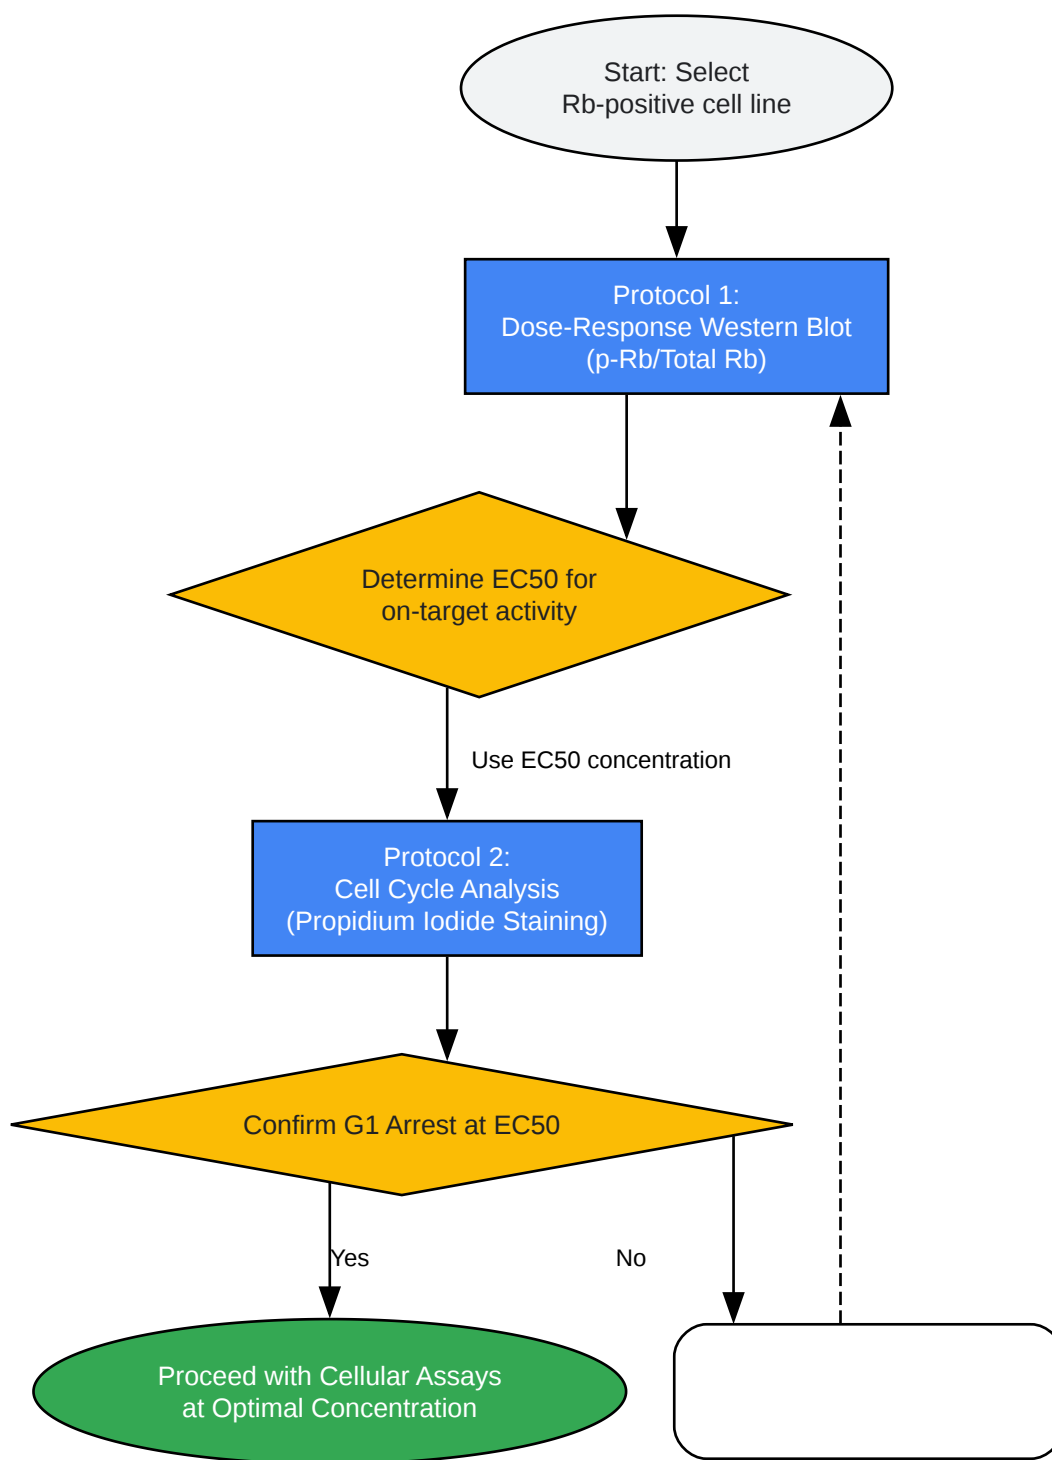 Start: Select
Rb-positive cell line
Protocol 1:
Dose-Response Western Blot
(p-Rb/Total Rb)
Determine EC50 for
on-target activity
Use EC50 concentration
Protocol 2:
Cell Cycle Analysis
(Propidium Iodide Staining)
Confirm G1 Arrest at EC50
Yes
No
Proceed with Cellular Assays
at Optimal Concentration